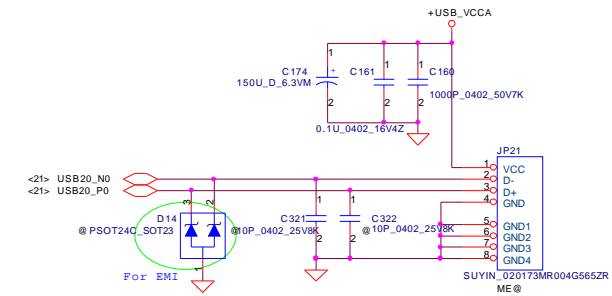 +USB_VCCA
1
1
1
C174
+
C161
C160
150U_D_6.3VM
1000P_0402_50V7K
2
2
2
0.1U_0402_16V4Z
JP21
<21> USB20_N0
<21> USB20_P0
1 VCC
2 D-
3 D+
4 GND
5 GND1
6 GND2
7 GND3
8 GND4
3
2
D14
@ PSOT24C_SOT23
1
1
C321
@10P_0402_25V8K
2
1
C322
@10P_0402_25V8K
2
For EMI
SUYIN_020173MR004G565ZR
ME@